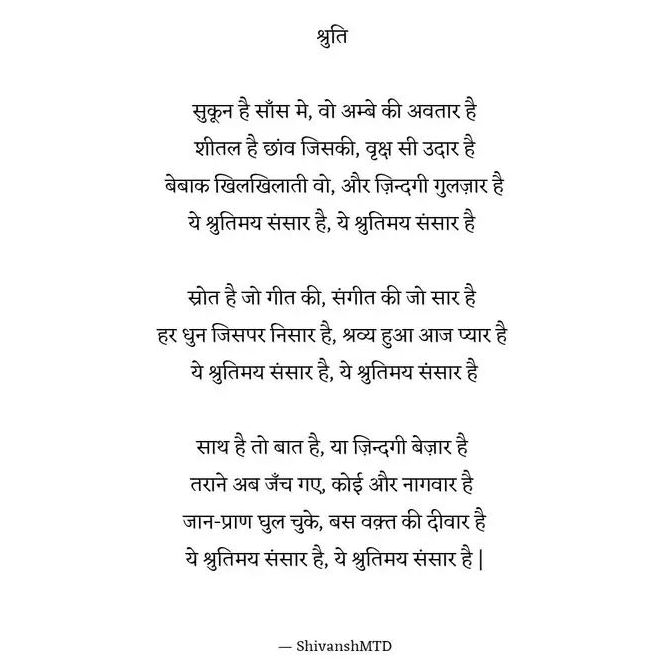 श्रुति
सुकून है साँस मे, वो अम्बे की अवतार है
शीतल है छांव जिसकी, वृक्ष सी उदार है
बेबाक खिलखिलाती वो, और ज़िन्दगी गुलज़ार है
ये श्रुतिमय संसार है, ये श्रुतिमय संसार है
स्रोत है जो गीत की, संगीत की जो सार है
हर धुन जिसपर निसार है, श्रव्य हुआ आज प्यार है
ये श्रुतिमय संसार है, ये श्रुतिमय संसार है
साथ है तो बात है, या ज़िन्दगी बेज़ार है
तराने अब जँच गए, कोई और नागवार है
जान-प्राण घुल चुके, बस वक़्त की दीवार है
ये श्रुतिमय संसार है, ये श्रुतिमय संसार है |
— ShivanshMTD